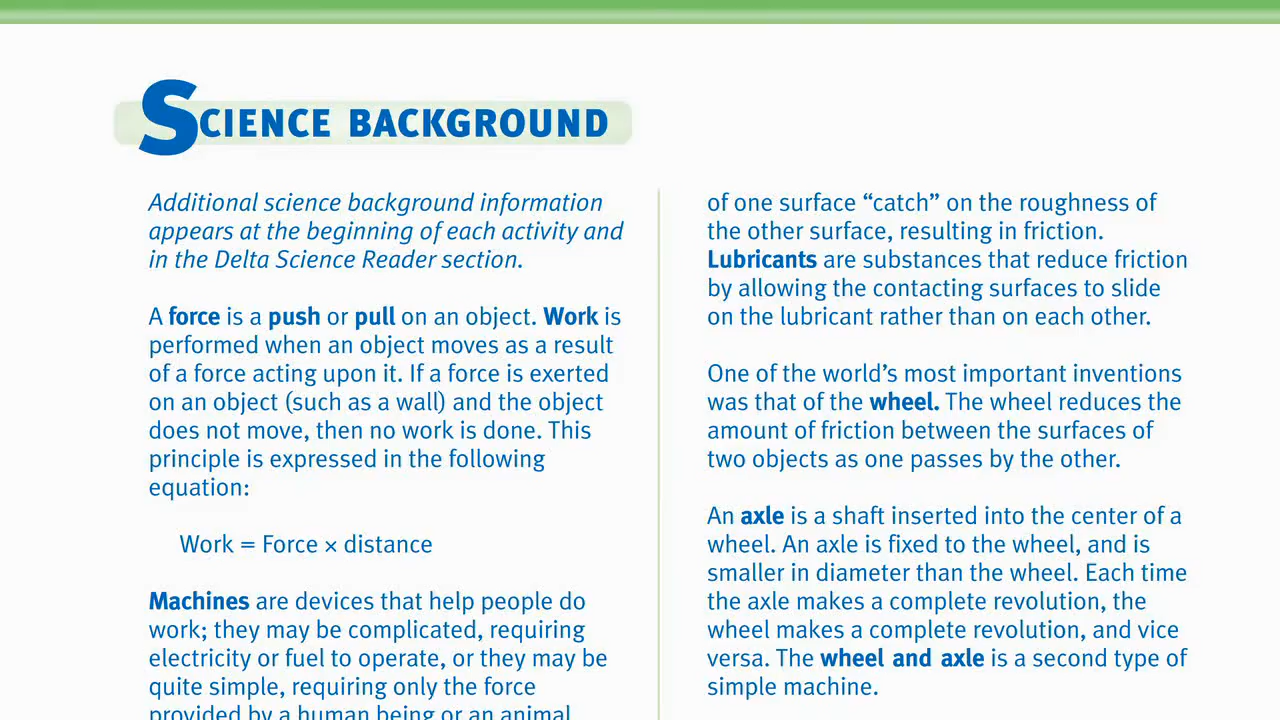 SCIENCE BACKGROUND
Additional science background information
appears at the beginning of each activity and
in the Delta Science Reader section.
A force is a push or pull on an object. Work is
performed when an object moves as a result
of a force acting upon it. If a force is exerted
on an object (such as a wall) and the object
does not move, then no work is done. This
principle is expressed in the following
equation:
Work = Force × distance
Machines are devices that help people do
work; they may be complicated, requiring
electricity or fuel to operate, or they may be
quite simple, requiring only the force
provided by a human being or an animal
of one surface “catch” on the roughness of
the other surface, resulting in friction.
Lubricants are substances that reduce friction
by allowing the contacting surfaces to slide
on the lubricant rather than on each other.
One of the world’s most important inventions
was that of the wheel. The wheel reduces the
amount of friction between the surfaces of
two objects as one passes by the other.
An axle is a shaft inserted into the center of a
wheel. An axle is fixed to the wheel, and is
smaller in diameter than the wheel. Each time
the axle makes a complete revolution, the
wheel makes a complete revolution, and vice
versa. The wheel and axle is a second type of
simple machine.